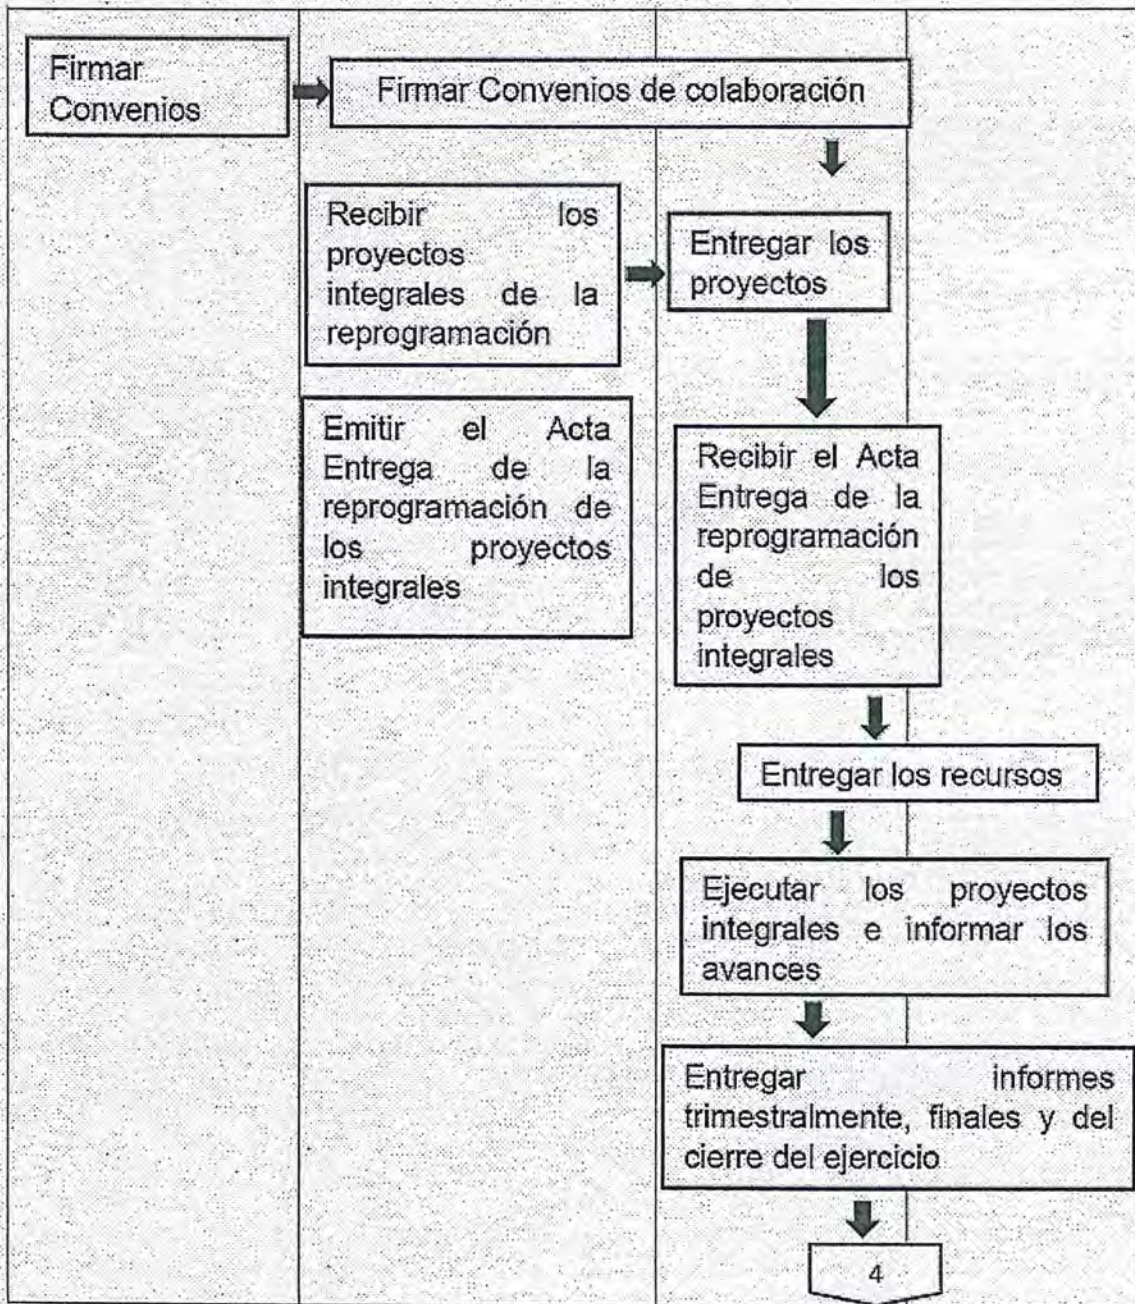 Firmar
Convenios
Firmar Convenios de colaboración
Recibir los
proyectos
integrales de la
reprogramación
Entregar los
proyectos
Emitir el Acta
Entrega de la
reprogramación de
los proyectos
integrales
Recibir el Acta
Entrega de la
reprogramación
de los
proyectos
integrales
Entregar los recursos
Ejecutar los proyectos
integrales e informar los
avances
Entregar informes
trimestralmente, finales y del
cierre del ejercicio
4